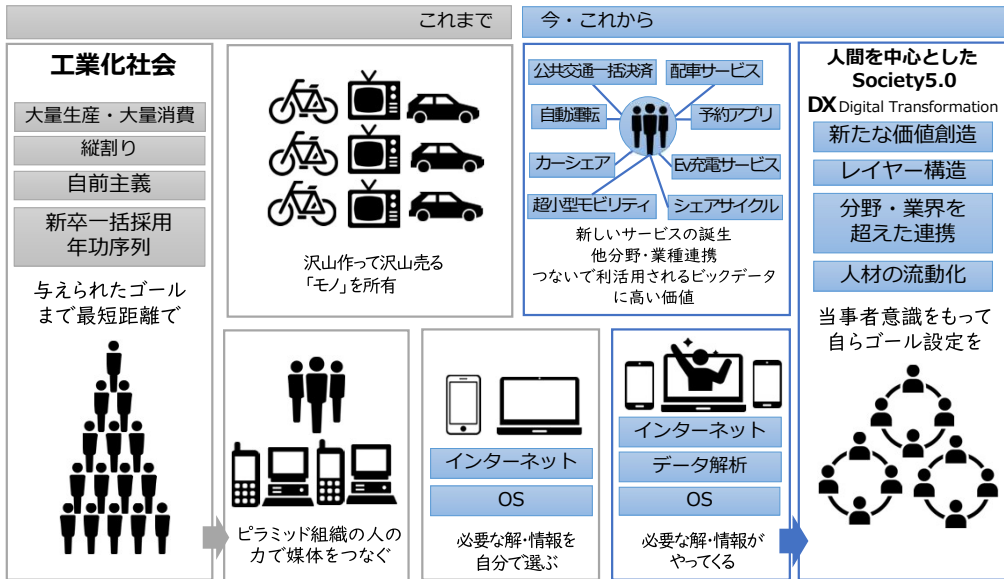 これまで
今・これから
工業化社会
大量生産・大量消費
縦割り
自前主義
新卒一括採用
年功序列
与えられたゴール
まで最短距離で
沢山作って沢山売る
「モノ」を所有
公共交通一括決済
配車サービス
自動運転
予約アプリ
カーシェア
EV充電サービス
超小型モビリティ
シェアサイクル
新しいサービスの誕生
他分野・業種連携
つないで利活用されるビックデータ
に高い価値
人間を中心とした
Society5.0
DX Digital Transformation
新たな価値創造
レイヤー構造
分野・業界を
超えた連携
人材の流動化
当事者意識をもって
自らゴール設定を
ピラミッド組織の人の
力で媒体をつなぐ
インターネット
OS
必要な解・情報を
自分で選ぶ
インターネット
データ解析
OS
必要な解・情報が
やってくる